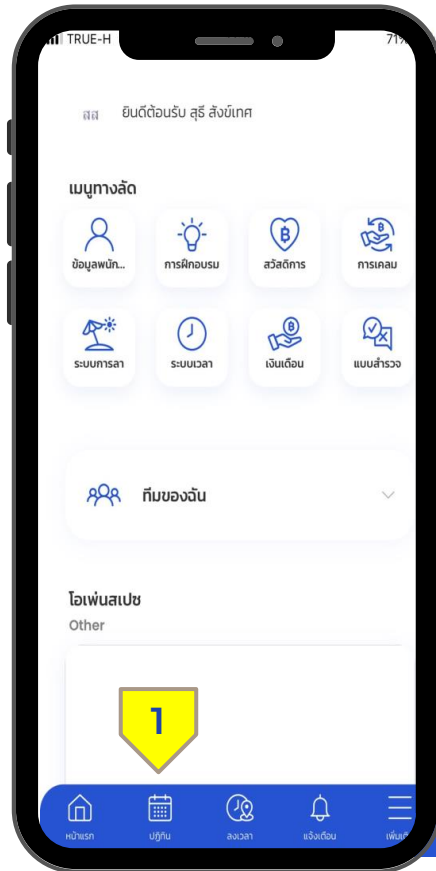 TRUE-H 71%
สส ยินดีต้อนรับ สุธี สังข์เทศ
เมนูทางลัด
ข้อมูลพนัก... การฝึกอบรม สวัสดิการ การเคลม
ระบบการลา ระบบเวลา เงินเดือน แบบสำรวจ
ทีมของฉัน
โอเพ่นสเปซ
Other
1
หน้าแรก ปฏิทิน ลงเวลา แจ้งเตือน